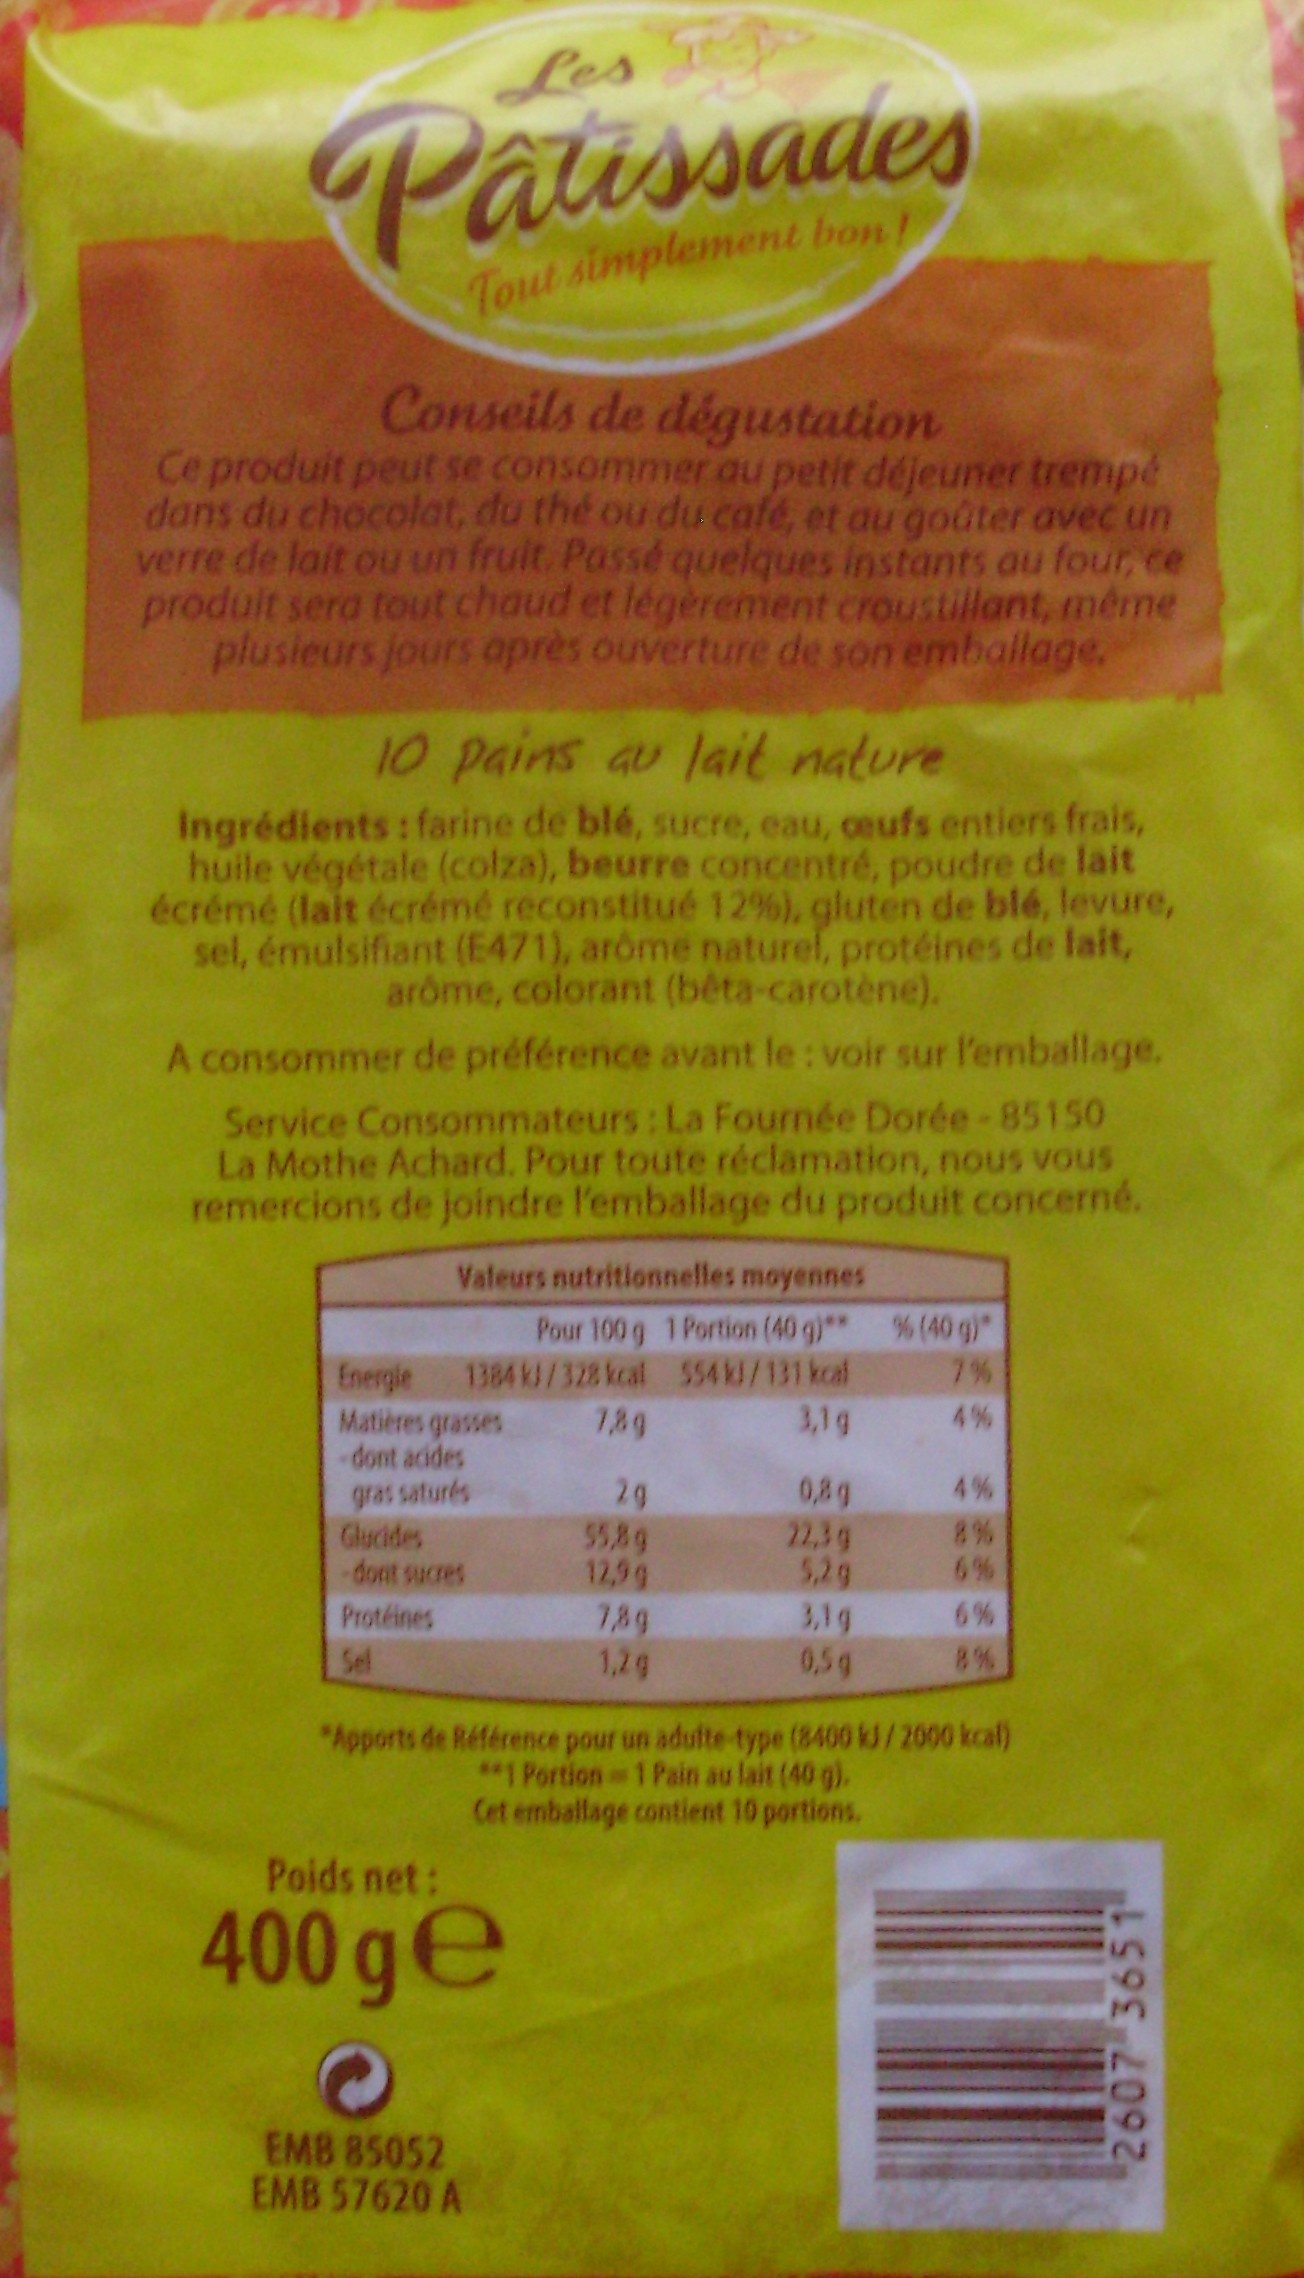 Les
Pâtissades
Tout simplement bon !
Conseils de dégustation
Ce produit peut se consommer au petit déjeuner trempé
dans du chocolat, du thé ou du café, et au goûter avec un
verre de lait ou un fruit. Passé quelques instants au four, ce
produit sera tout chaud et légèrement croustillant, même
plusieurs jours après ouverture de son emballage.
10 pains au lait nature
Ingrédients : farine de blé, sucre, eau, œufs entiers frais,
huile végétale (colza), beurre concentré, poudre de lait
écrémé (lait écrémé reconstitué 12%), gluten de blé, levure,
sel, émulsifiant (E471), arôme naturel, protéines de lait,
arôme, colorant (bêta-carotène).
A consommer de préférence avant le : voir sur l'emballage.
Service Consommateurs : La Fournée Dorée - 85150
La Mothe Achard. Pour toute réclamation, nous vous
remercions de joindre l'emballage du produit concerné.
Valeurs nutritionnelles moyennes
Pour 100 g 1 Portion (40 g)** % (40 g)*
Energie 1384 kJ / 328 kcal 554 kJ / 131 kcal 7 %
Matières grasses 7,8 g 3,1 g 4 %
- dont acides
gras saturés 2 g 0,8 g 4 %
Glucides 55,8 g 22,3 g 8 %
- dont sucres 12,9 g 5,2 g 6 %
Protéines 7,8 g 3,1 g 6 %
Sel 1,2 g 0,5 g 8 %
*Apports de Référence pour un adulte-type (8400 kJ / 2000 kcal)
**1 Portion = 1 Pain au lait (40 g).
Cet emballage contient 10 portions.
Poids net :
400 g e
EMB 85052
EMB 57620 A
2607 3651